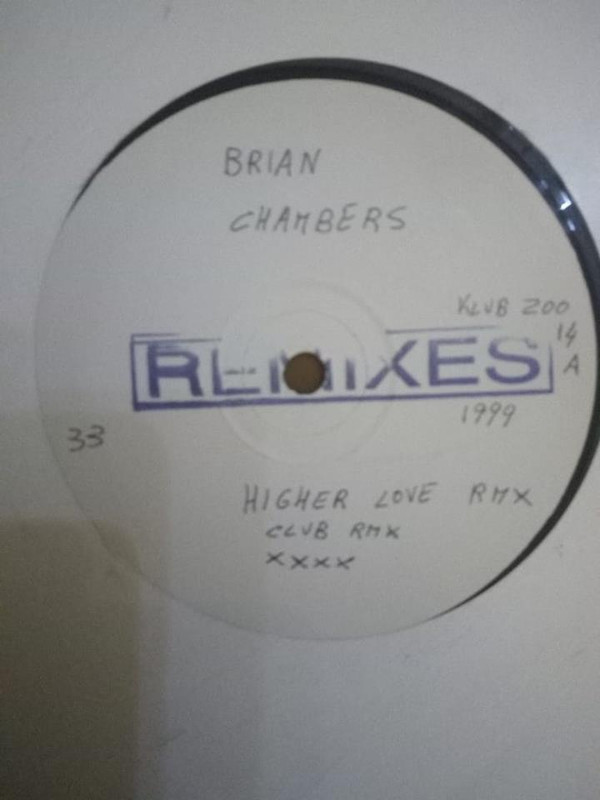 BRIAN
CHAMBERS
KLUB ZOO
14
REMIXES
A
1999
33
HIGHER LOVE RMX
CLUB RMX
XXXX